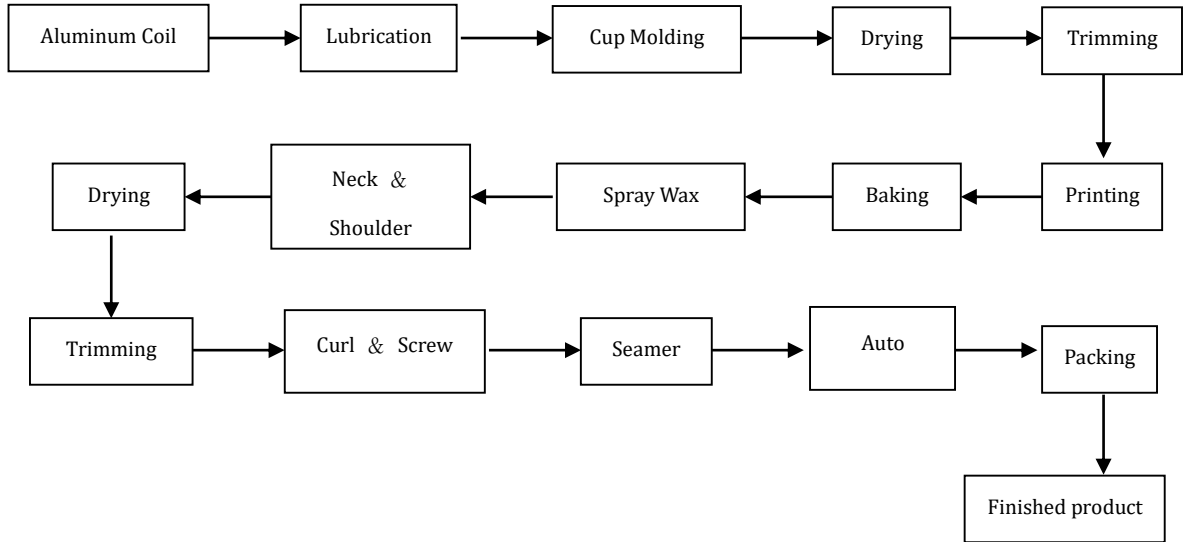 Aluminum Coil
Lubrication
Cup Molding
Drying
Trimming
Printing
Baking
Spray Wax
Neck & 
Shoulder
Drying
Trimming
Curl & Screw
Seamer
Auto
Packing
Finished product